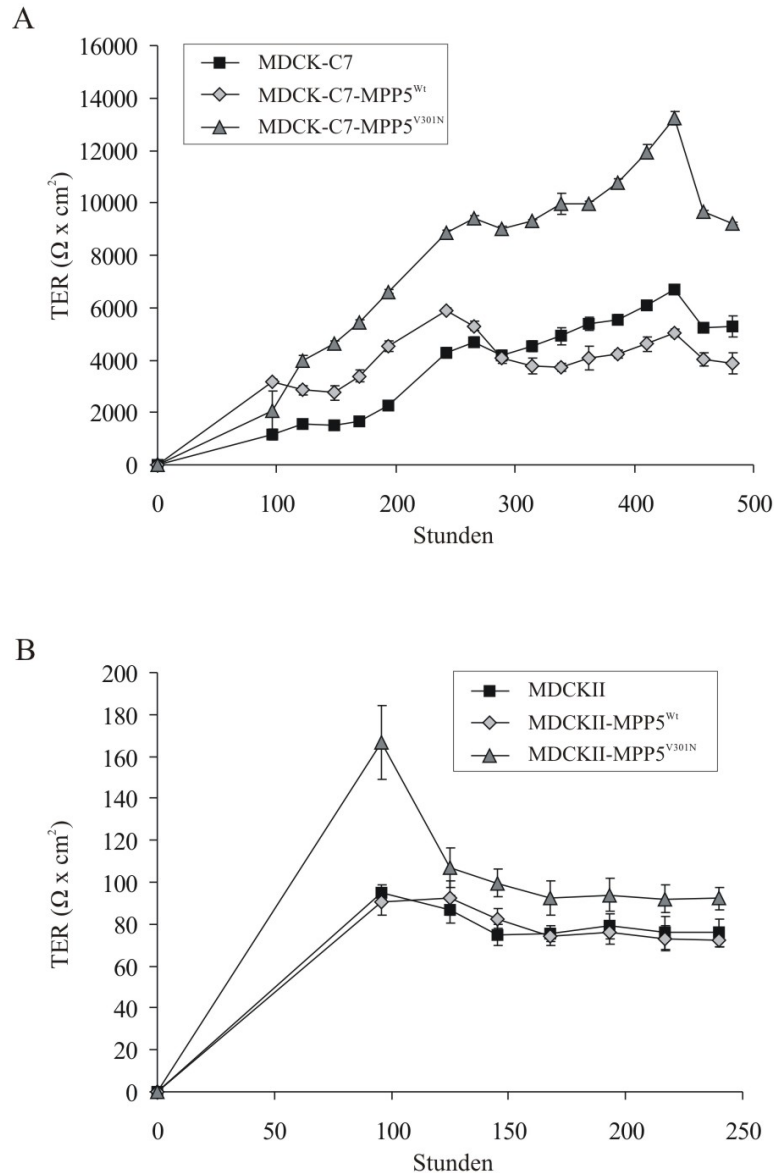 A
16000
14000
12000
10000
8000
6000
4000
2000
0
TER (Ω x cm²)
MDCK-C7
MDCK-C7-MPP5ᵂᵗ
MDCK-C7-MPP5ⱽ³⁰¹ᴺ
0 100 200 300 400 500
Stunden
B
200
180
160
140
120
100
80
60
40
20
0
TER (Ω x cm²)
MDCKII
MDCKII-MPP5ᵂᵗ
MDCKII-MPP5ⱽ³⁰¹ᴺ
0 50 100 150 200 250
Stunden